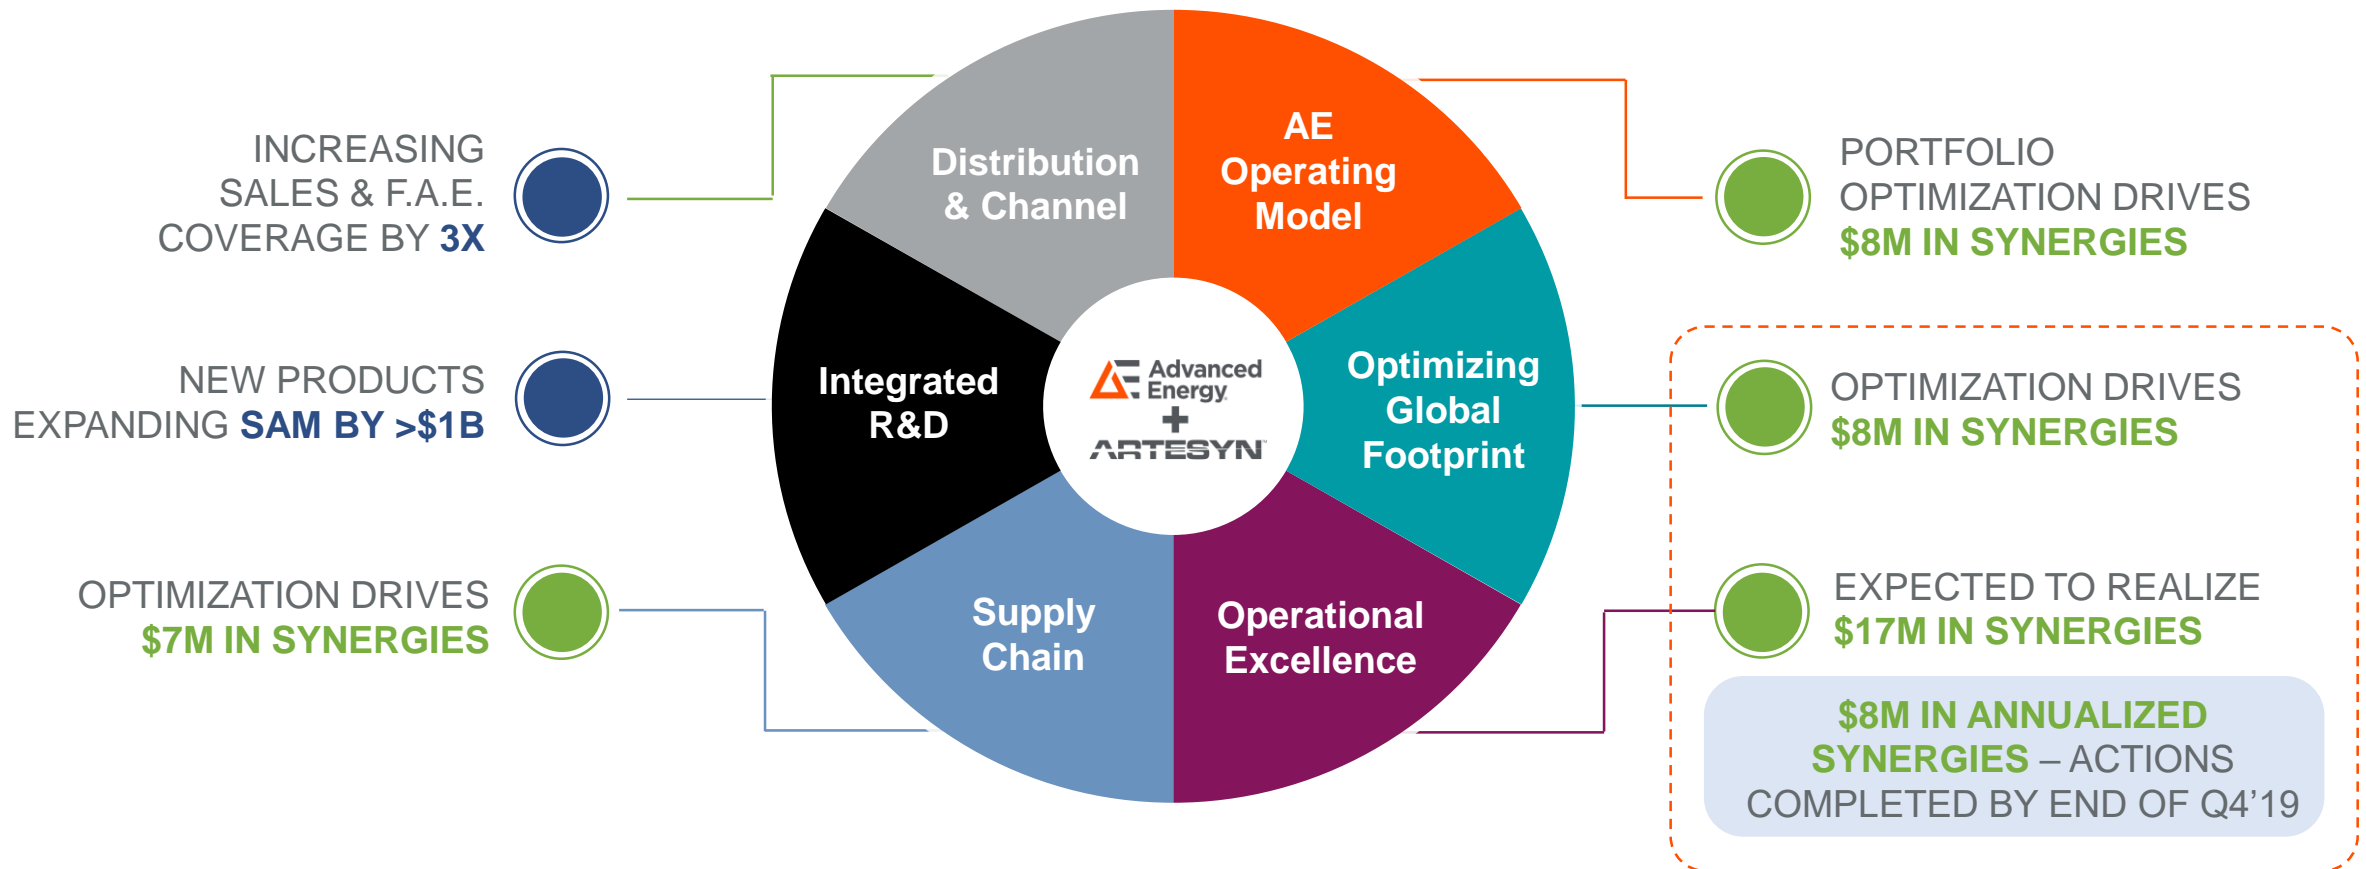 INCREASING
SALES & F.A.E.
COVERAGE BY 3X
NEW PRODUCTS
EXPANDING SAM BY >$1B
OPTIMIZATION DRIVES
$7M IN SYNERGIES
Distribution
& Channel
AE
Operating
Model
Integrated
R&D
Advanced
Energy
+
ARTESYN™
Optimizing
Global
Footprint
Supply
Chain
Operational
Excellence
PORTFOLIO
OPTIMIZATION DRIVES
$8M IN SYNERGIES
OPTIMIZATION DRIVES
$8M IN SYNERGIES
EXPECTED TO REALIZE
$17M IN SYNERGIES
$8M IN ANNUALIZED
SYNERGIES – ACTIONS
COMPLETED BY END OF Q4’19